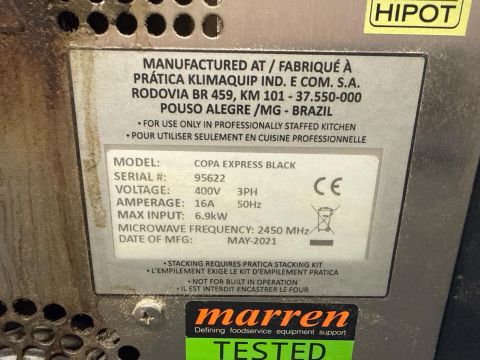 HIPOT
MANUFACTURED AT / FABRIQUÉ À
PRÁTICA KLIMAQUIP IND. E COM. S.A.
RODOVIA BR 459, KM 101 - 37.550-000
POUSO ALEGRE /MG - BRAZIL
• FOR USE ONLY IN PROFESSIONALLY STAFFED KITCHEN
• POUR UTILISER SEULEMENT EN CUISINE PROFESSIONNELLE
MODEL: COPA EXPRESS BLACK
SERIAL #: 95622
VOLTAGE: 400V 3PH
AMPERAGE: 16A 50Hz
MAX INPUT: 6.9kW
MICROWAVE FREQUENCY: 2450 MHz
DATE OF MFG: MAY-2021
CE
• STACKING REQUIRES PRATICA STACKING KIT
• L'EMPILEMENT EXIGE LE KIT D'EMPILEMENT PRATICA
• NOT FOR BUILT IN OPERATION
• IL EST INTERDIT ENCASTRER LE FOUR
marren
Defining foodservice equipment support
TESTED